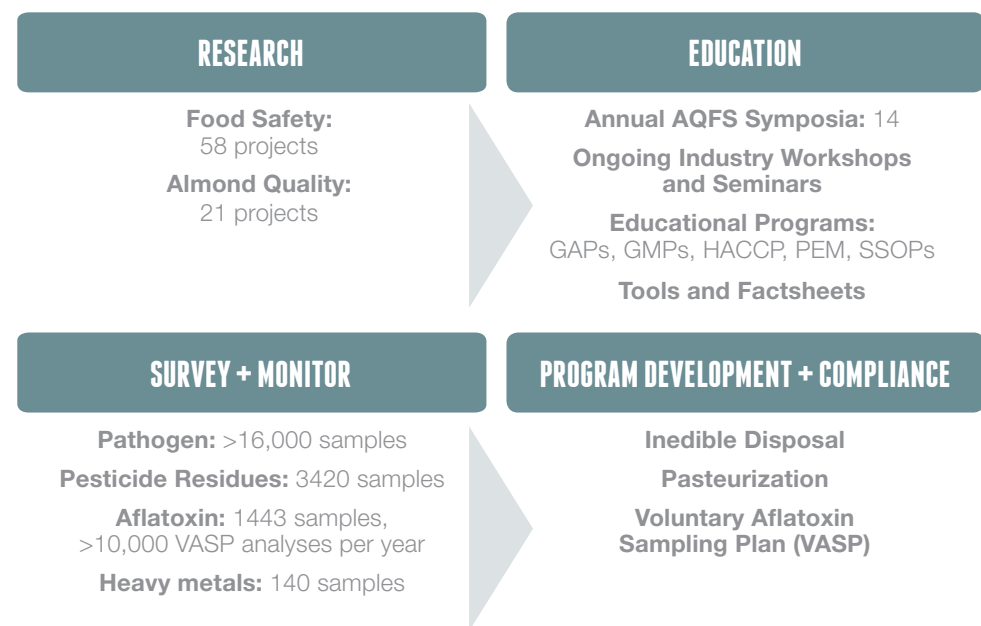 RESEARCH
Food Safety:
58 projects
Almond Quality:
21 projects
EDUCATION
Annual AQFS Symposia: 14
Ongoing Industry Workshops
and Seminars
Educational Programs:
GAPs, GMPs, HACCP, PEM, SSOPs
Tools and Factsheets
SURVEY + MONITOR
Pathogen: >16,000 samples
Pesticide Residues: 3420 samples
Aflatoxin: 1443 samples,
>10,000 VASP analyses per year
Heavy metals: 140 samples
PROGRAM DEVELOPMENT + COMPLIANCE
Inedible Disposal
Pasteurization
Voluntary Aflatoxin
Sampling Plan (VASP)